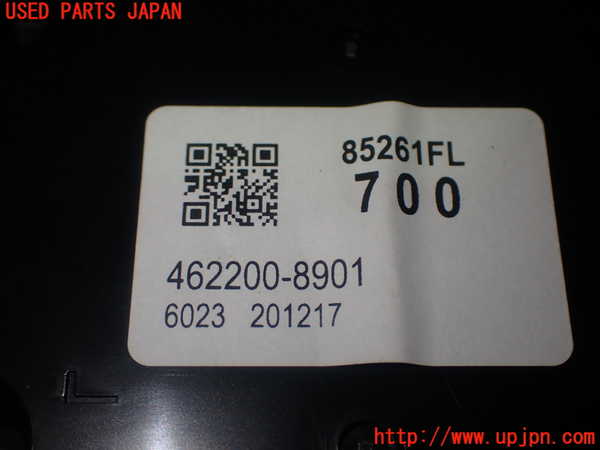 USED PARTS JAPAN
85261FL
700
462200-8901
6023 201217
L
http://www.upjpn.com/